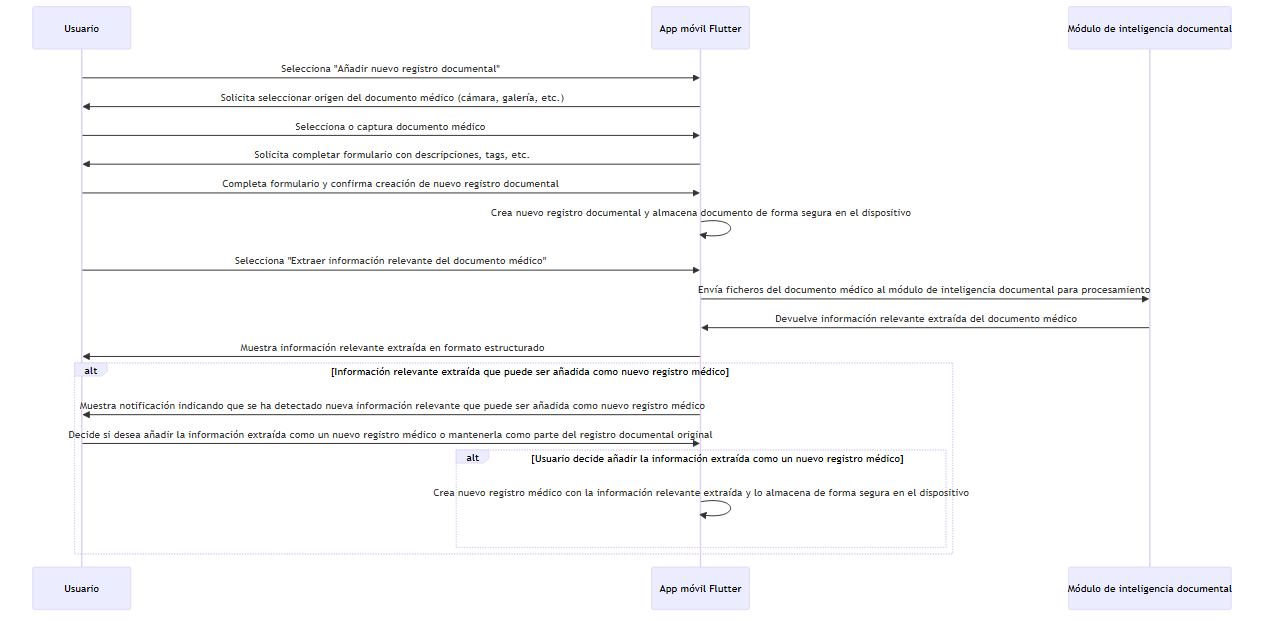 Usuario
App móvil Flutter
Módulo de inteligencia documental
Selecciona "Añadir nuevo registro documental"
Solicita seleccionar origen del documento médico (cámara, galería, etc.)
Selecciona o captura documento médico
Solicita completar formulario con descripciones, tags, etc.
Completa formulario y confirma creación de nuevo registro documental
Crea nuevo registro documental y almacena documento de forma segura en el dispositivo
Selecciona "Extraer información relevante del documento médico"
Envía ficheros del documento médico al módulo de inteligencia documental para procesamiento
Devuelve información relevante extraída del documento médico
Muestra información relevante extraída en formato estructurado
alt
[Información relevante extraída que puede ser añadida como nuevo registro médico]
Muestra notificación indicando que se ha detectado nueva información relevante que puede ser añadida como nuevo registro médico
Decide si desea añadir la información extraída como un nuevo registro médico o mantenerla como parte del registro documental original
alt
[Usuario decide añadir la información extraída como un nuevo registro médico]
Crea nuevo registro médico con la información relevante extraída y lo almacena de forma segura en el dispositivo
Usuario
App móvil Flutter
Módulo de inteligencia documental